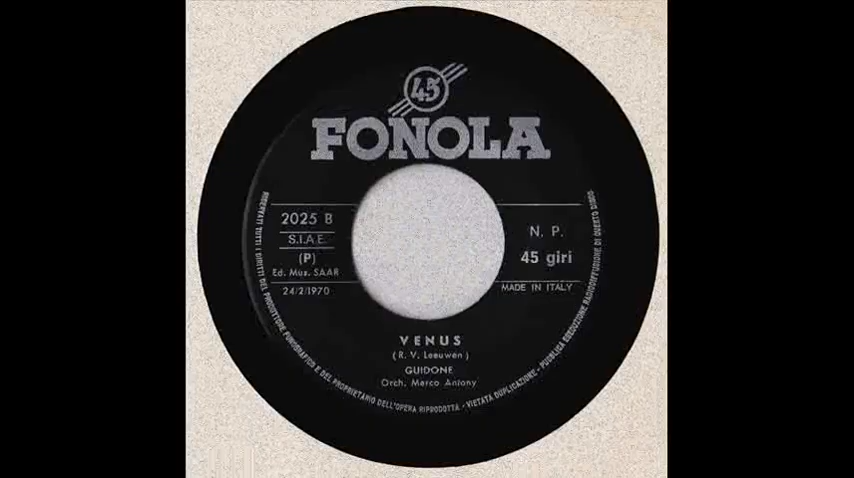 45
FONOLA
2025 B
S.I.A.E.
(P)
Ed. Mus. SAAR
24/2/1970
N. P.
45 giri
MADE IN ITALY
VENUS
(R. V. Leeuwen)
GUIDONE
Orch. Marco Antony
RISERVATI TUTTI I DIRITTI DEL PRODUTTORE FONOGRAFICO E DEL PROPRIETARIO DELL'OPERA RIPRODOTTA - VIETATA DUPLICAZIONE - PUBBLICA ESECUZIONE RADIODIFFUSIONE DI QUESTO DISCO